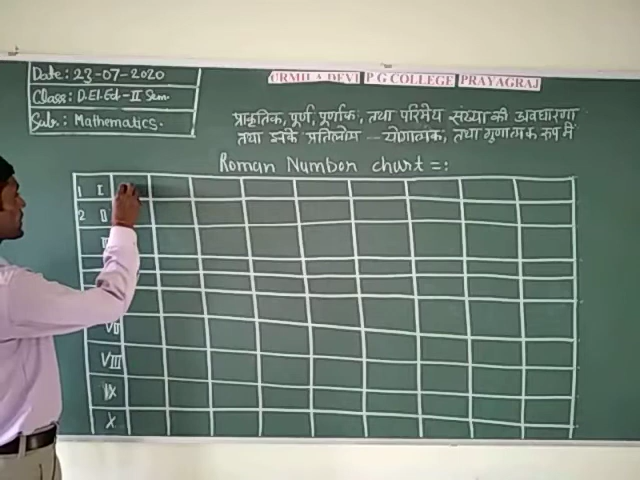 Date: 23-07-2020
Class: D.El.Ed-II Sem.
Sub.: Mathematics.
URMILA DEVI P G COLLEGE PRAYAGRAJ
प्राकृतिक, पूर्ण, पूर्णांक, तथा परिमेय संख्या की अवधारणा
तथा इनके प्रतिलोम - योगात्मक, तथा गुणात्मक रूप में
Roman Numbon chart =:
1 I
2 II
VII
VIII
IX
X